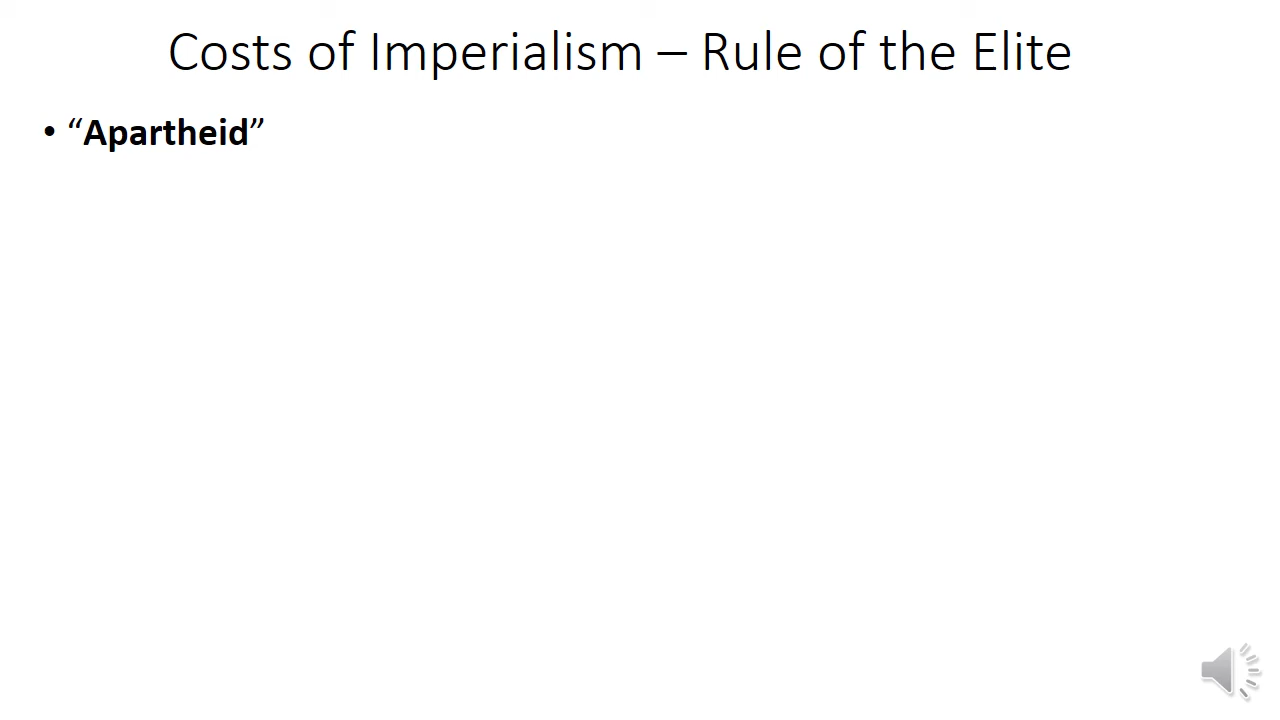 Costs of Imperialism – Rule of the Elite
• “Apartheid”